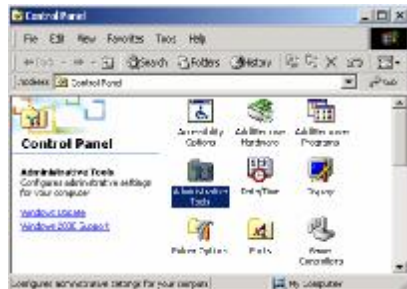 Control Panel
File Edit View Favorites Tools Help
Search Folders History
Address Control Panel
Control Panel
Administrative Tools
Configures administrative settings
for your computer
Windows Update
Windows 2000 Support
Accessibility
Options
Add/Remove
Hardware
Add/Remove
Programs
Administrative
Tools
Date/Time
Display
Folder Options
Fonts
Game
Controllers
Configures administrative settings for your computer
My Computer